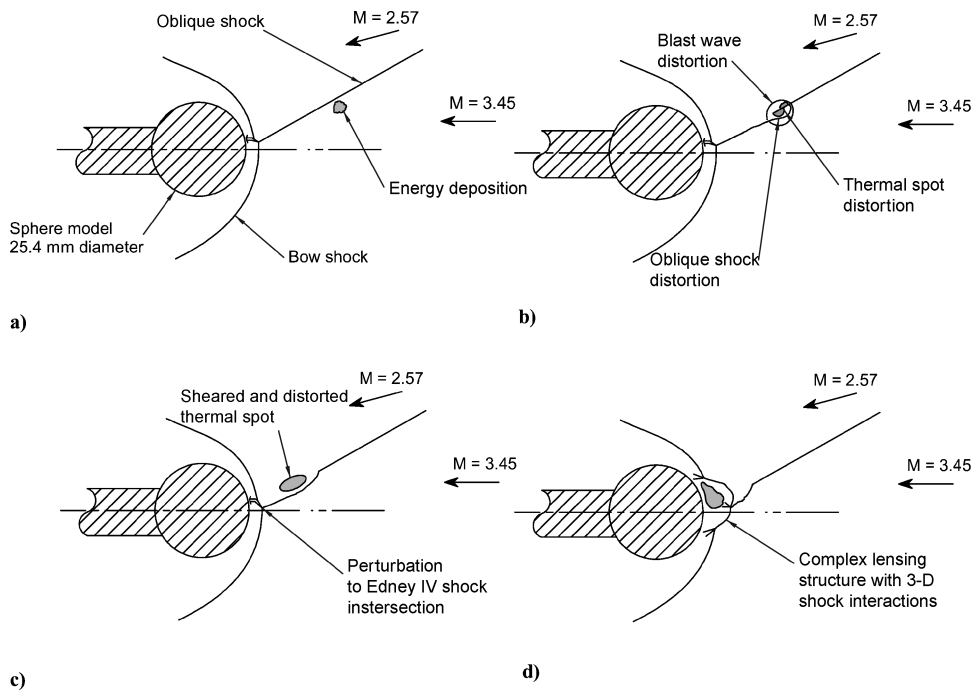 Oblique shock
M = 2.57
M = 3.45
Energy deposition
Sphere model
25.4 mm diameter
Bow shock
a)
Blast wave
distortion
M = 2.57
M = 3.45
Thermal spot
distortion
Oblique shock
distortion
b)
Sheared and distorted
thermal spot
M = 2.57
M = 3.45
Perturbation
to Edney IV shock
instersection
c)
M = 2.57
M = 3.45
Complex lensing
structure with 3-D
shock interactions
d)